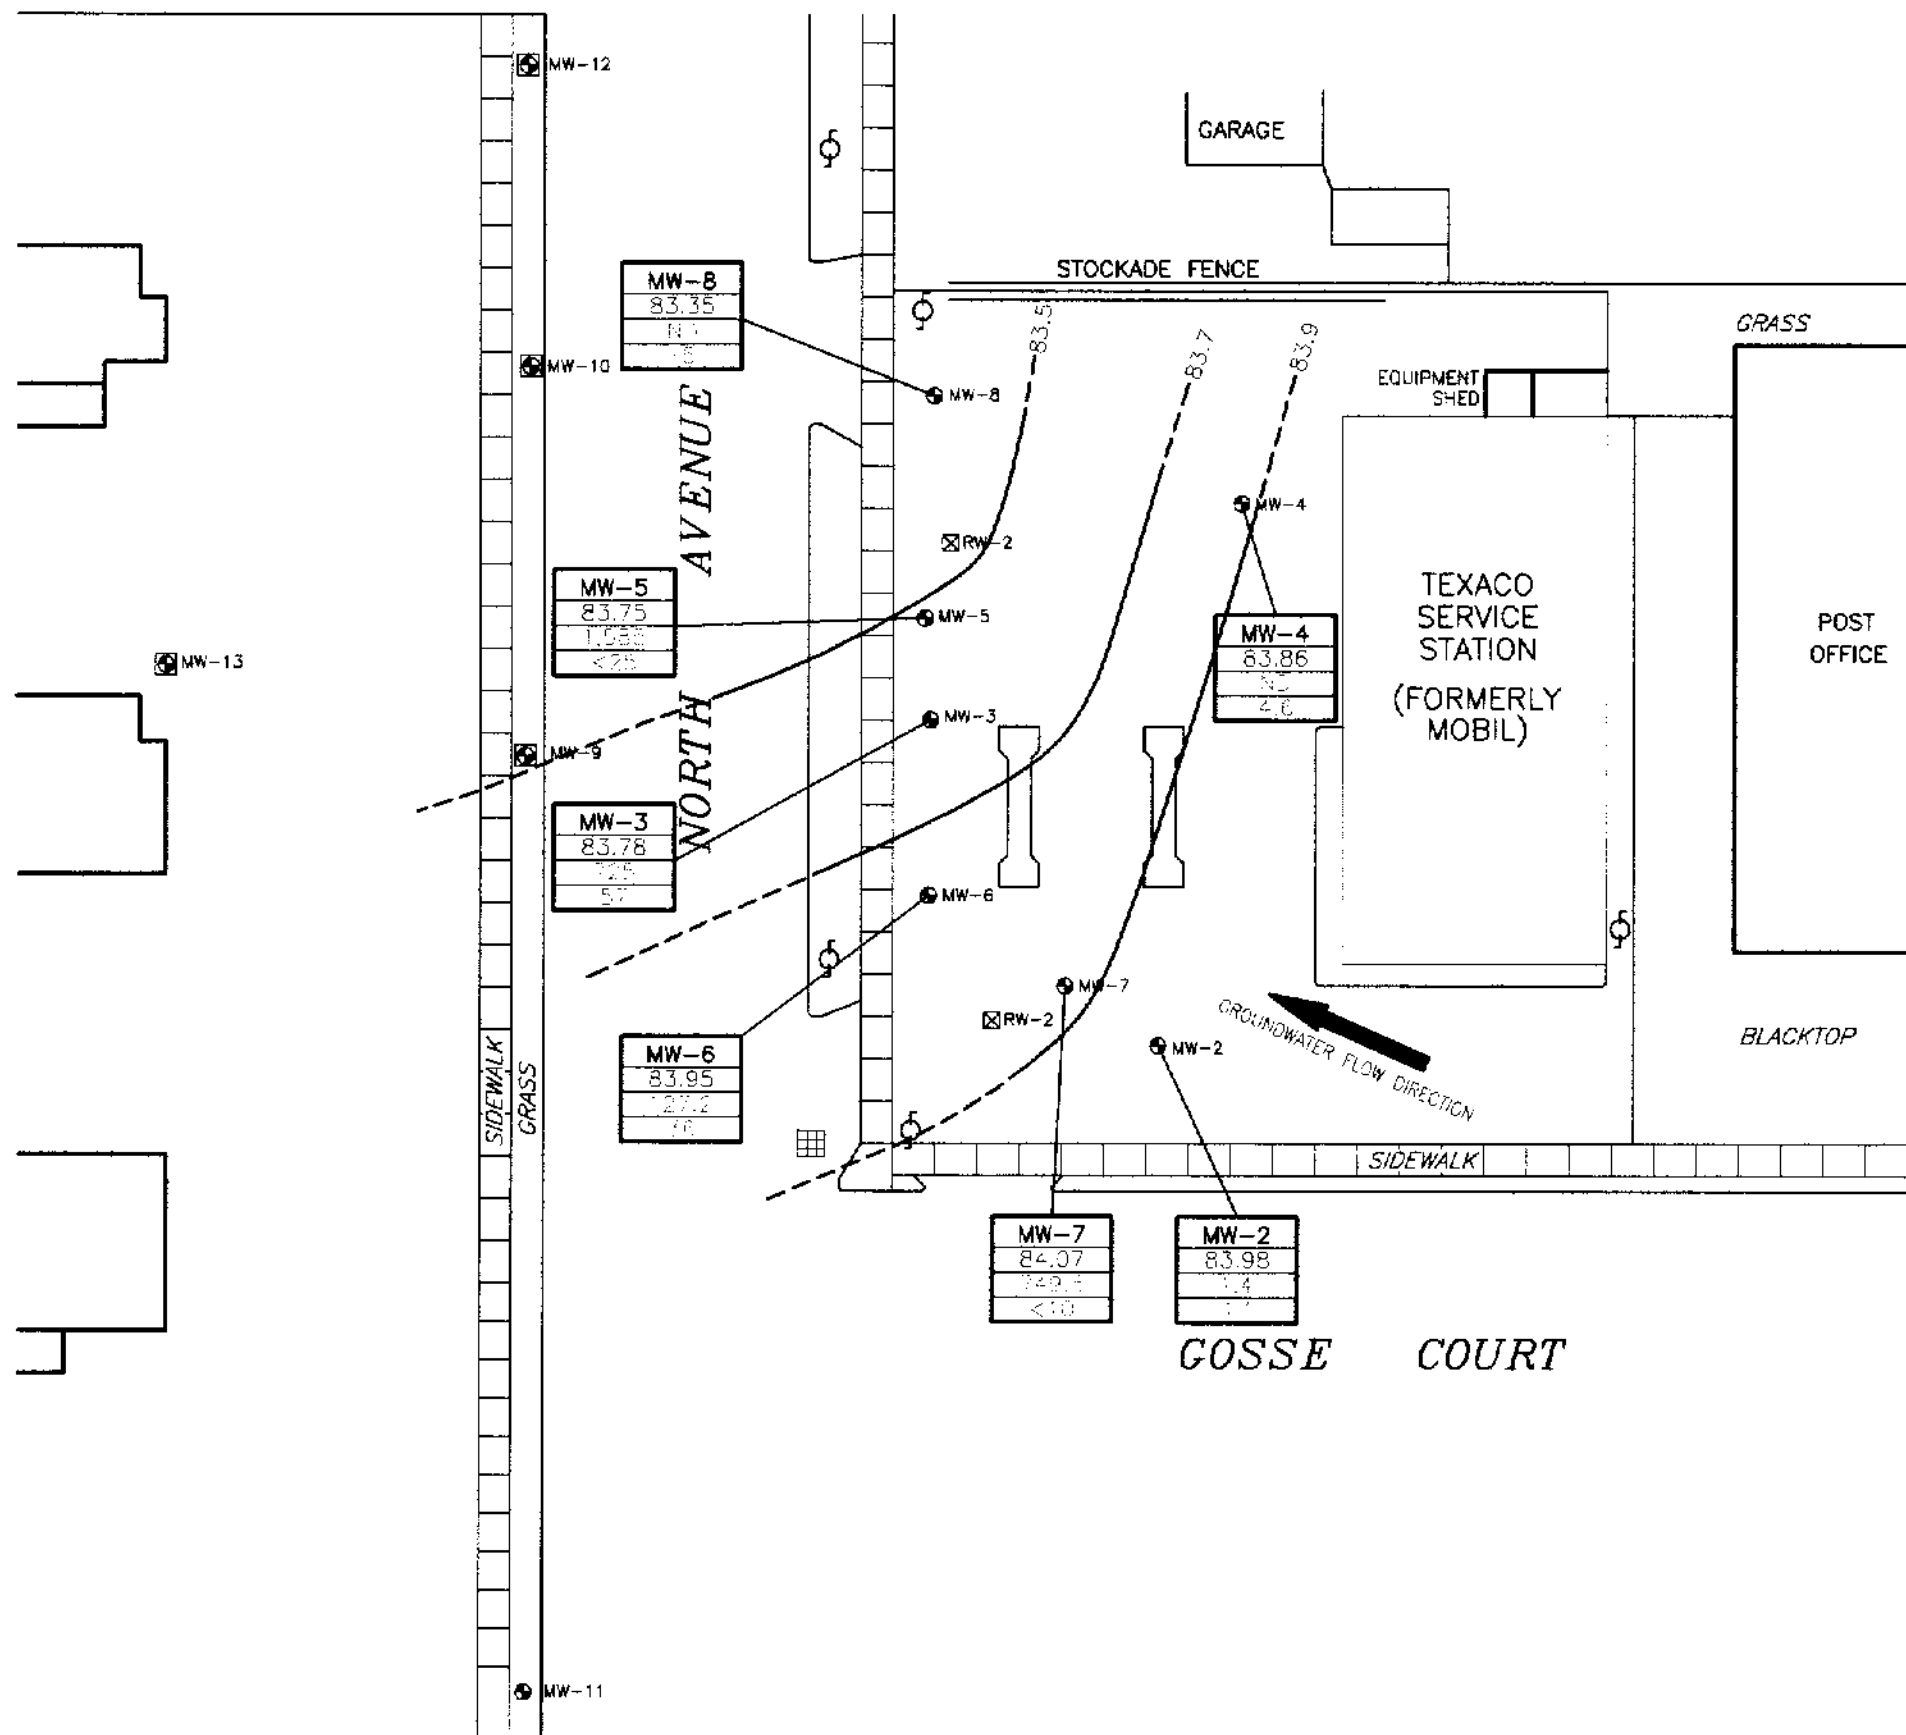 MW-12
GARAGE
STOCKADE FENCE
MW-8
83.35
83.5
83.7
83.9
GRASS
MW-10
EQUIPMENT
SHED
MW-8
MW-4
RW-2
NORTH AVENUE
MW-5
83.75
<25
MW-5
MW-4
83.86
4.6
TEXACO
SERVICE
STATION
(FORMERLY
MOBIL)
POST
OFFICE
MW-13
MW-3
MW-9
MW-3
83.78
57
MW-6
MW-7
RW-2
MW-2
GROUNDWATER FLOW DIRECTION
BLACKTOP
SIDEWALK
GRASS
MW-6
83.95
SIDEWALK
MW-7
84.07
<10
MW-2
83.98
GOSSE COURT
MW-11